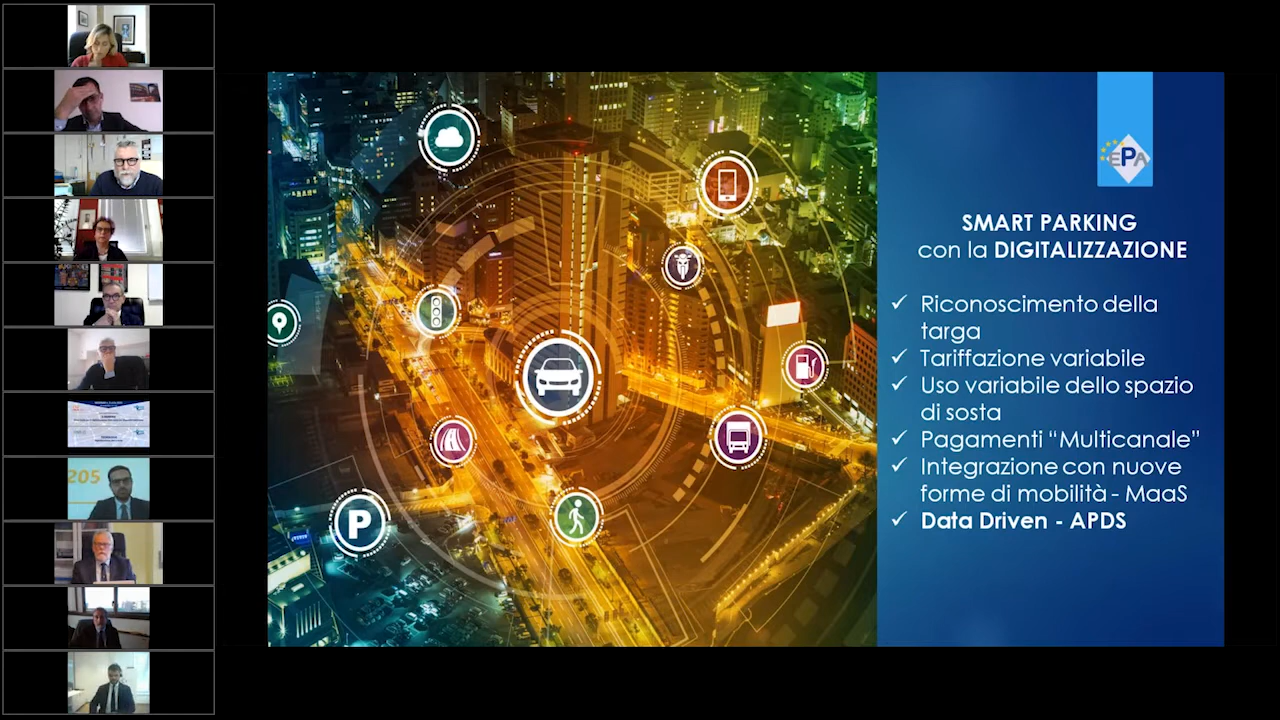 EPA
SMART PARKING
con la DIGITALIZZAZIONE
✓ Riconoscimento della
targa
✓ Tariffazione variabile
✓ Uso variabile dello spazio
di sosta
✓ Pagamenti “Multicanale”
✓ Integrazione con nuove
forme di mobilità - MaaS
✓ Data Driven - APDS
P
205